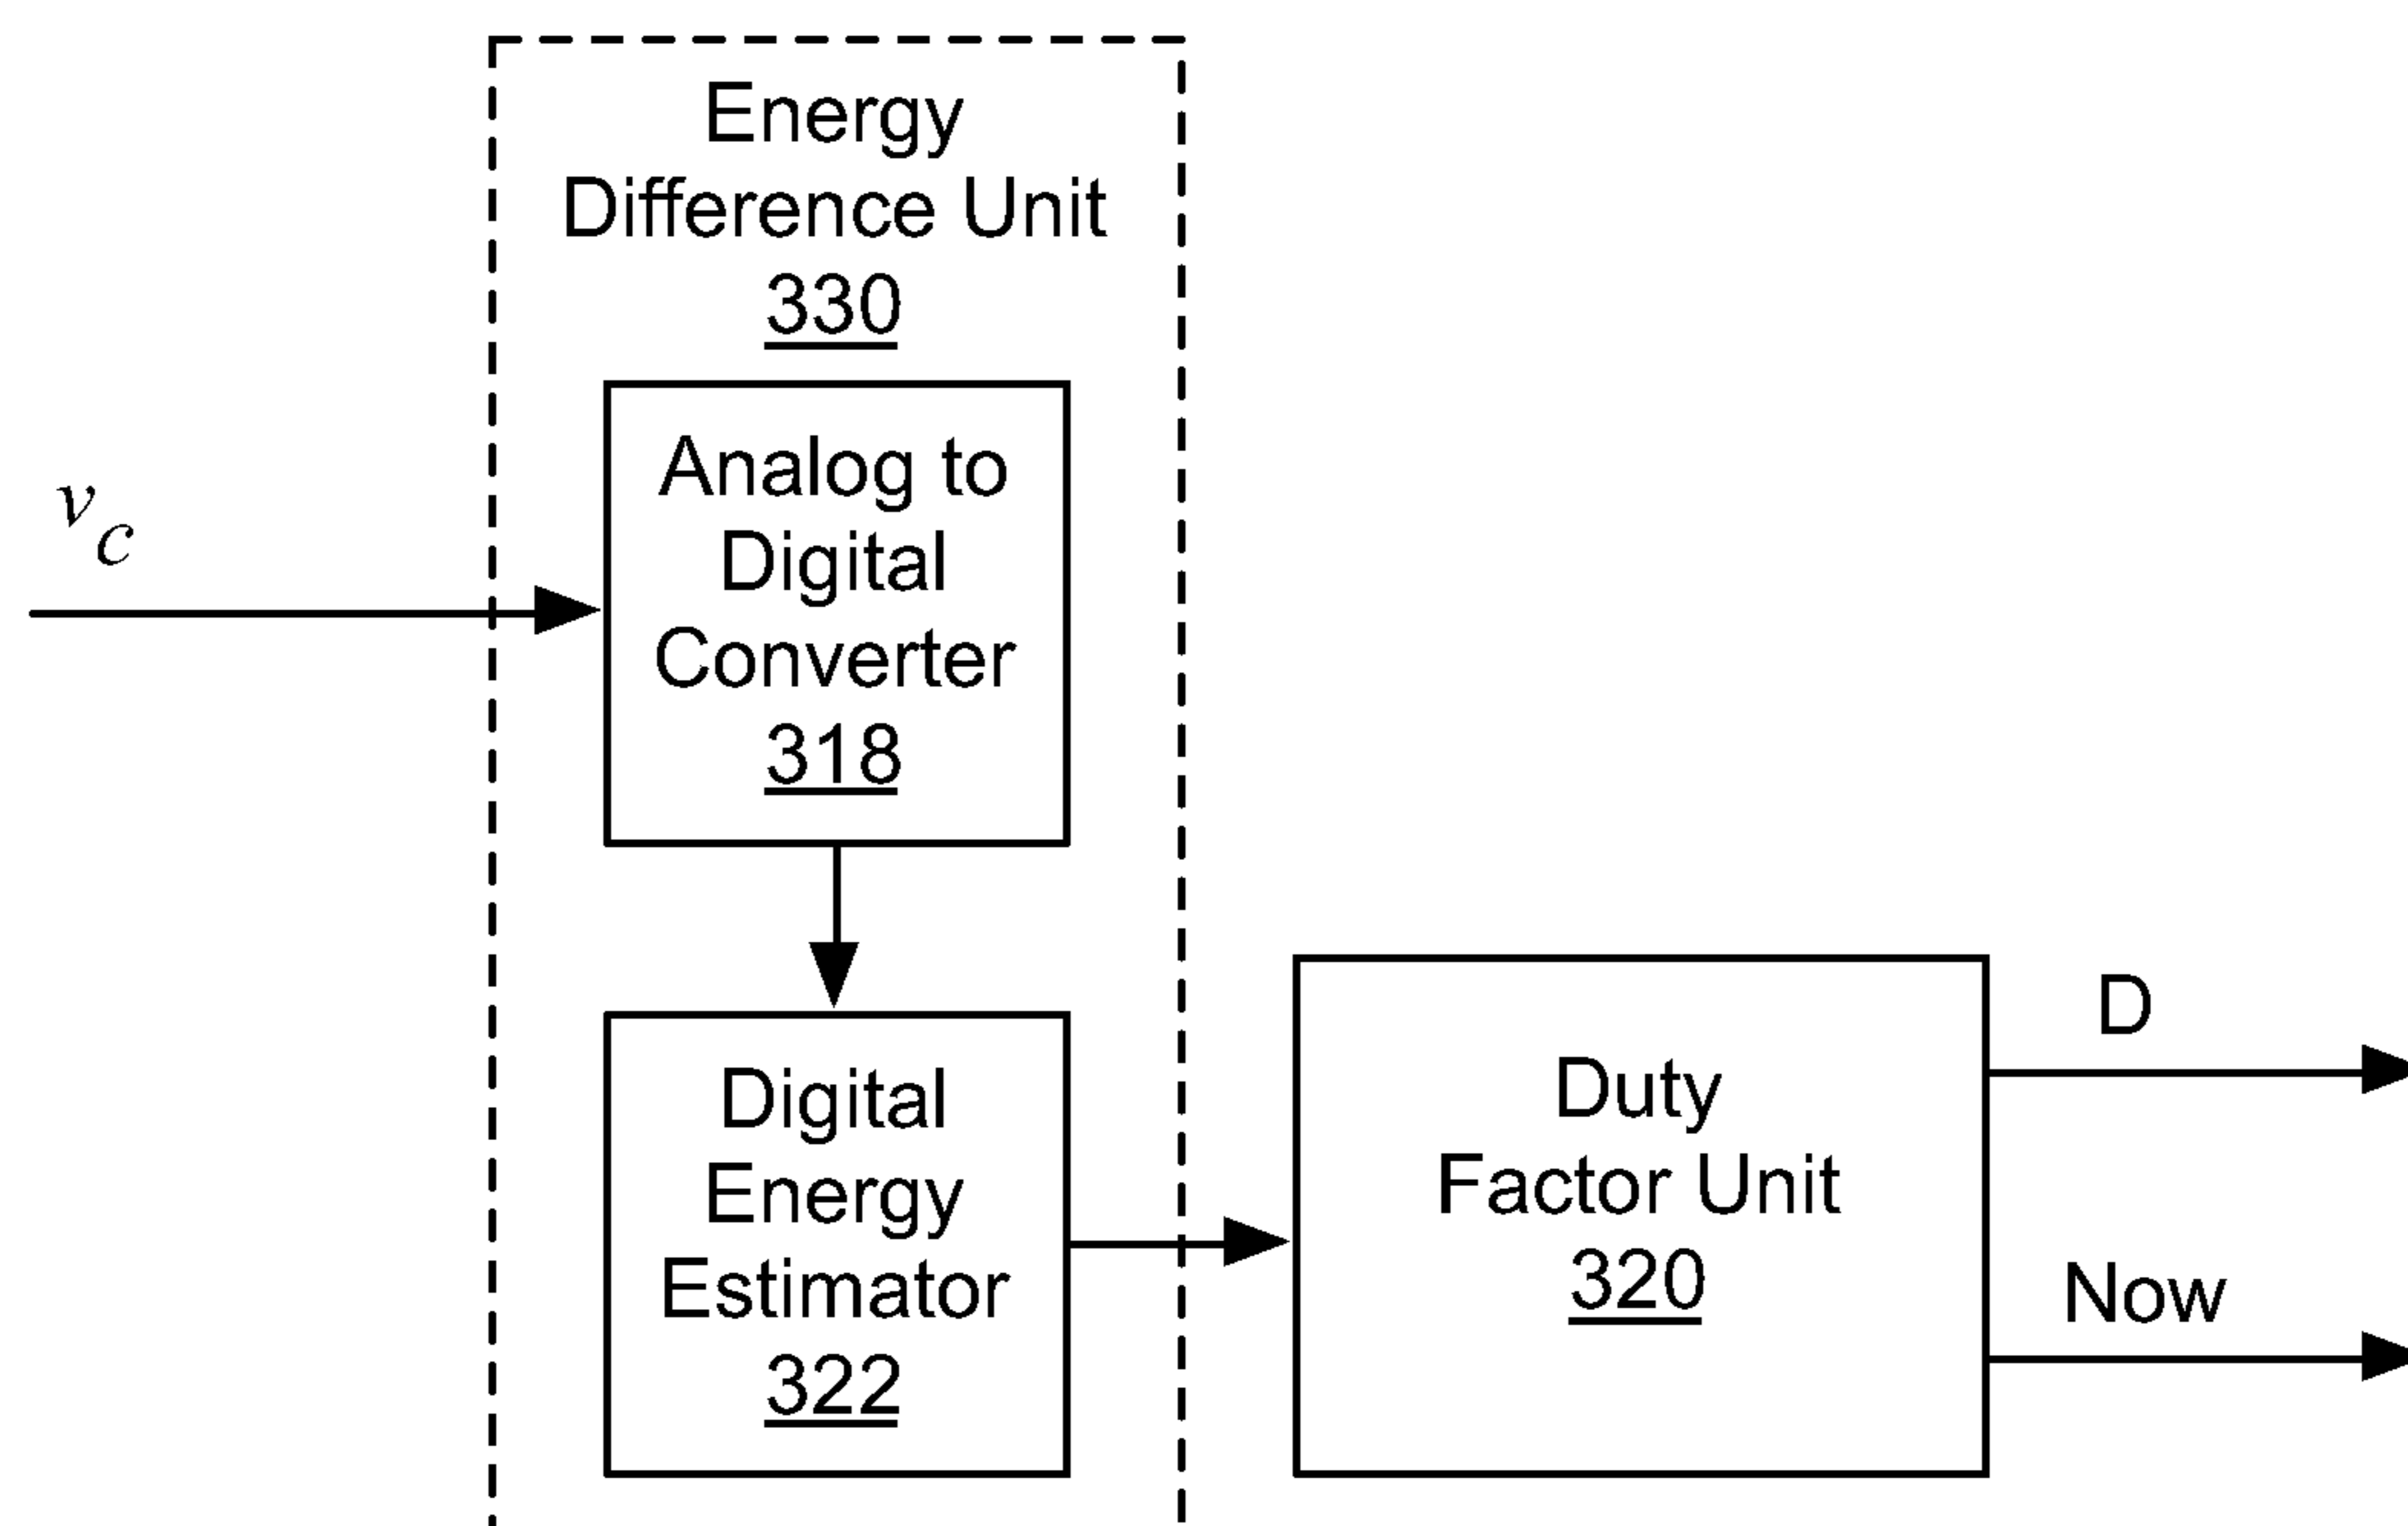 Energy
Difference Unit
330
Analog to
Digital
Converter
318
v_c
Digital
Energy
Estimator
322
Duty
Factor Unit
320
D
Now